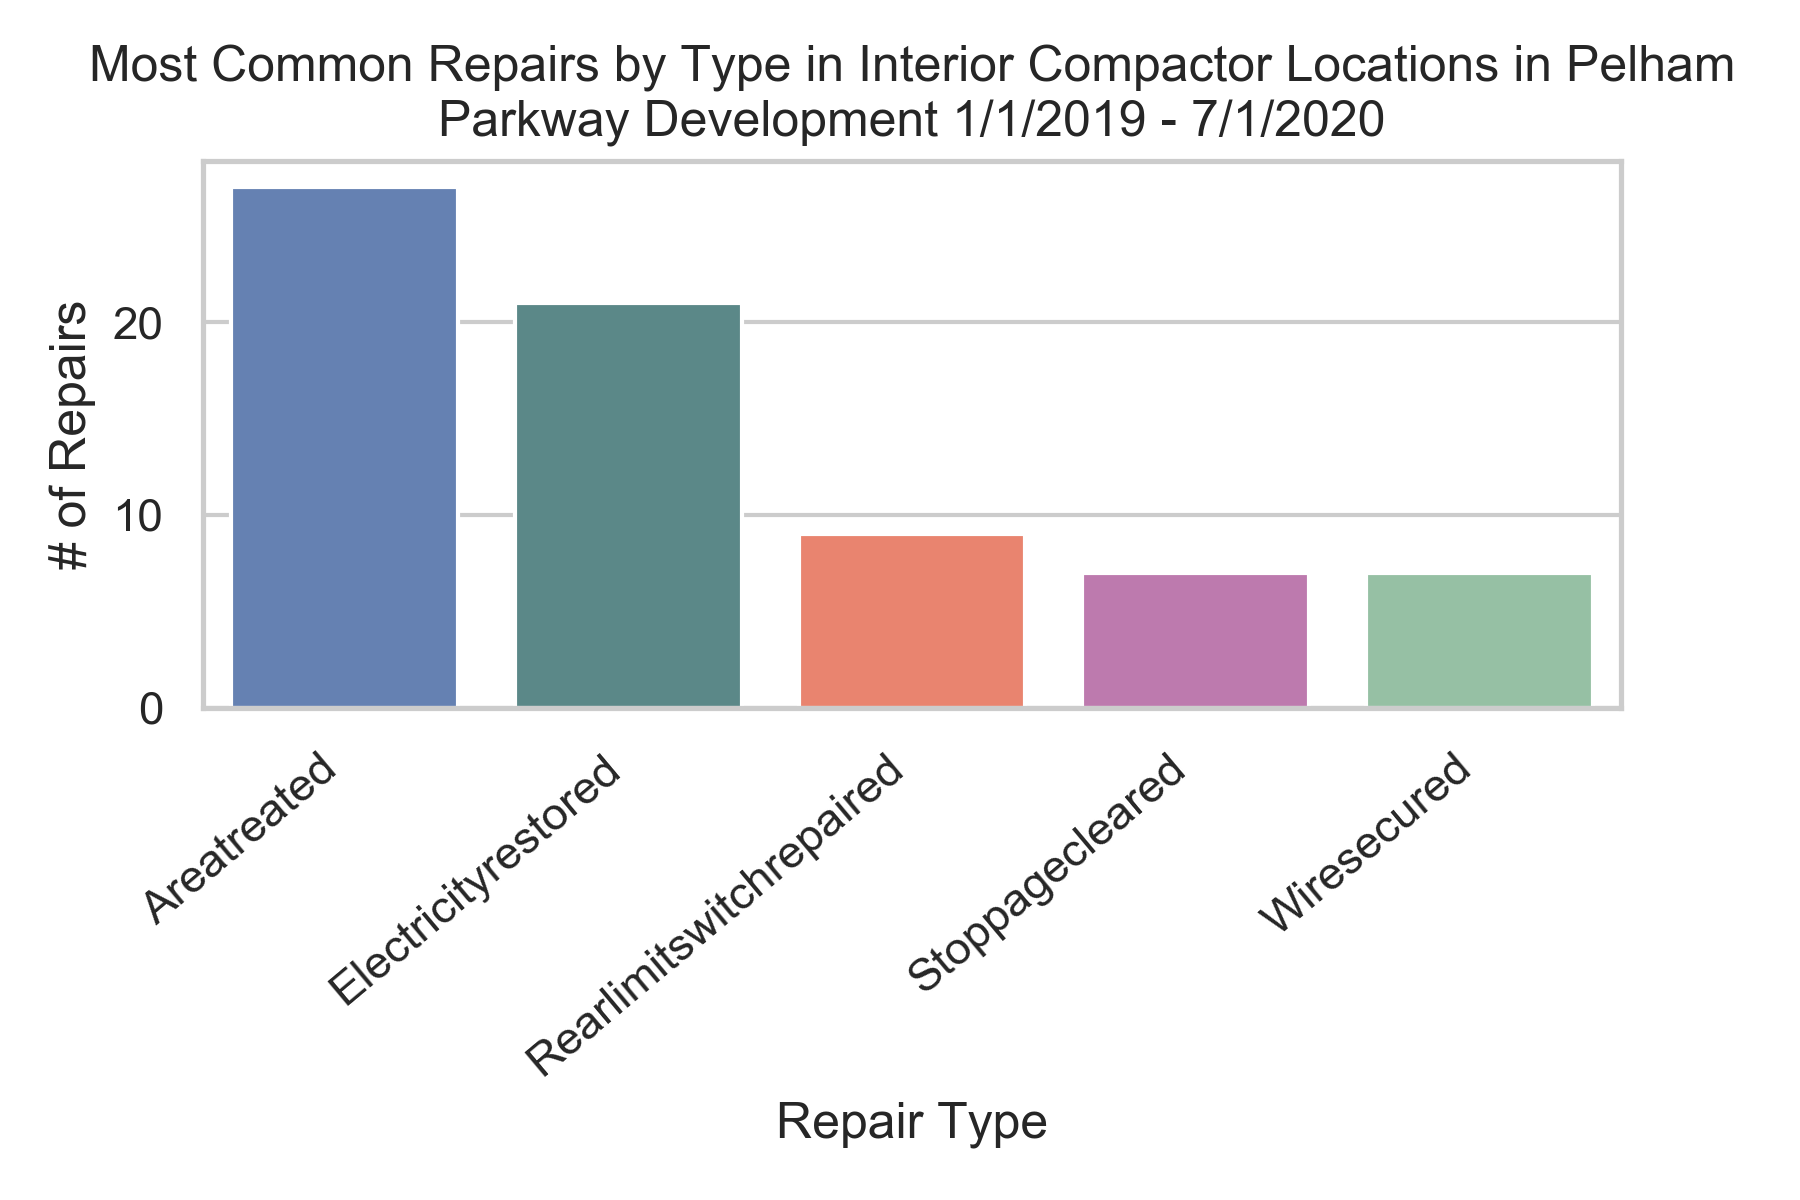 Most Common Repairs by Type in Interior Compactor Locations in Pelham
Parkway Development 1/1/2019 - 7/1/2020
# of Repairs
20
10
0
Areatreated
Electricityrestored
Rearlimitswitchrepaired
Stoppagecleared
Wiresecured
Repair Type